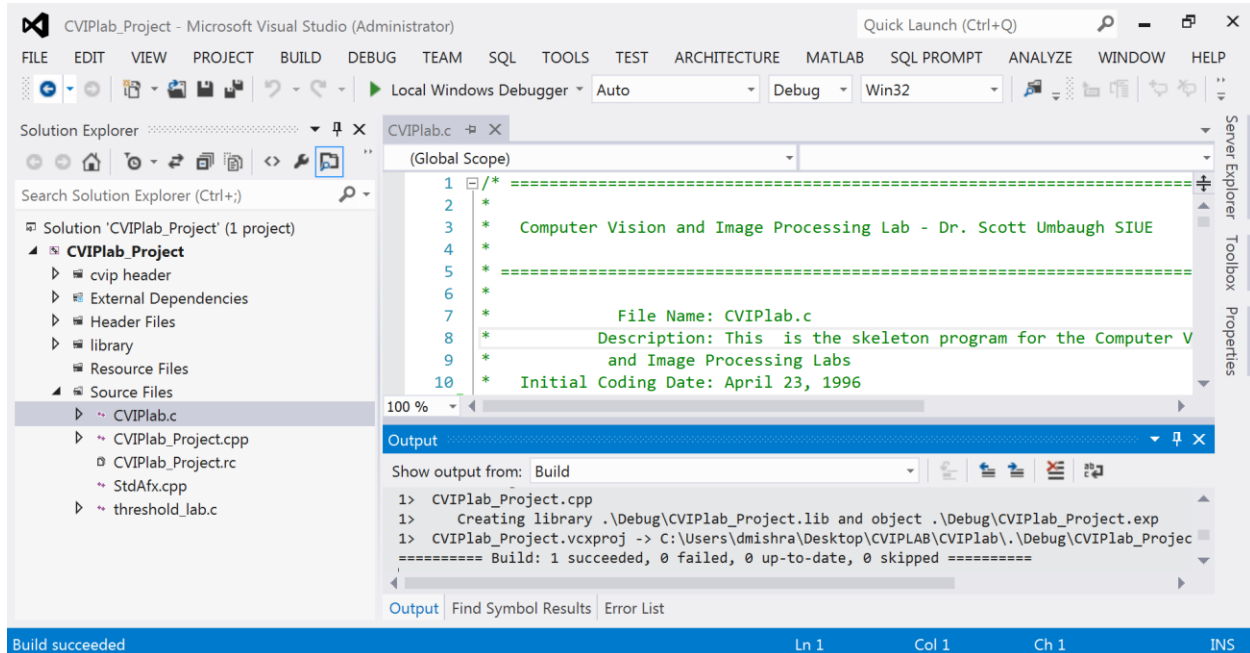 CVIPlab_Project - Microsoft Visual Studio (Administrator)
Quick Launch (Ctrl+Q)
FILE EDIT VIEW PROJECT BUILD DEBUG TEAM SQL TOOLS TEST ARCHITECTURE MATLAB SQL PROMPT ANALYZE WINDOW HELP
Local Windows Debugger Auto Debug Win32
Solution Explorer
Search Solution Explorer (Ctrl+;)
Solution 'CVIPlab_Project' (1 project)
CVIPlab_Project
cvip header
External Dependencies
Header Files
library
Resource Files
Source Files
CVIPlab.c
CVIPlab_Project.cpp
CVIPlab_Project.rc
StdAfx.cpp
threshold_lab.c
CVIPlab.c
(Global Scope)
1 /* ======================================================================
2 *
3 * Computer Vision and Image Processing Lab - Dr. Scott Umbaugh SIUE
4 *
5 * =======================================================================
6 *
7 * File Name: CVIPlab.c
8 * Description: This is the skeleton program for the Computer V
9 * and Image Processing Labs
10 * Initial Coding Date: April 23, 1996
100 %
Output
Show output from: Build
1> CVIPlab_Project.cpp
1> Creating library .\Debug\CVIPlab_Project.lib and object .\Debug\CVIPlab_Project.exp
1> CVIPlab_Project.vcxproj -> C:\Users\dmishra\Desktop\CVIPLAB\CVIPlab\.\Debug\CVIPlab_Projec
========== Build: 1 succeeded, 0 failed, 0 up-to-date, 0 skipped ==========
Output Find Symbol Results Error List
Server Explorer
Toolbox
Properties
Build succeeded Ln 1 Col 1 Ch 1 INS